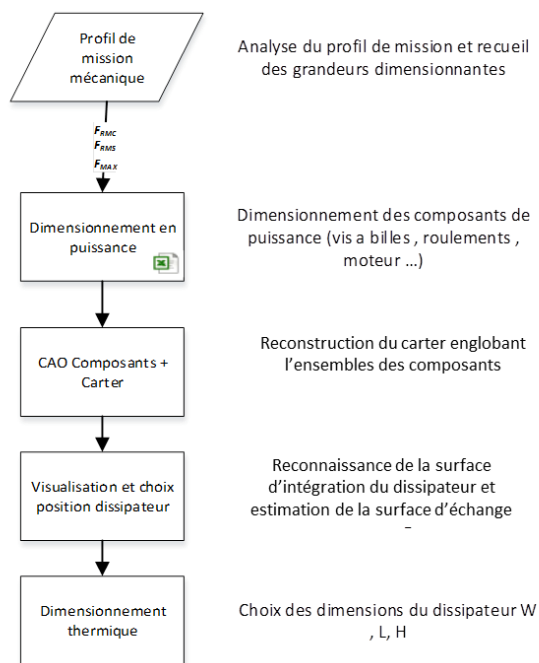 Profil de
mission
mécanique
Analyse du profil de mission et recueil
des grandeurs dimensionnantes
FRMC
FRMS
FMAX
Dimensionnement en
puissance
Dimensionnement des composants de
puissance (vis a billes , roulements ,
moteur ...)
CAO Composants +
Carter
Reconstruction du carter englobant
l'ensembles des composants
Visualisation et choix
position dissipateur
Reconnaissance de la surface
d'intégration du dissipateur et
estimation de la surface d'échange
Dimensionnement
thermique
Choix des dimensions du dissipateur W
, L, H